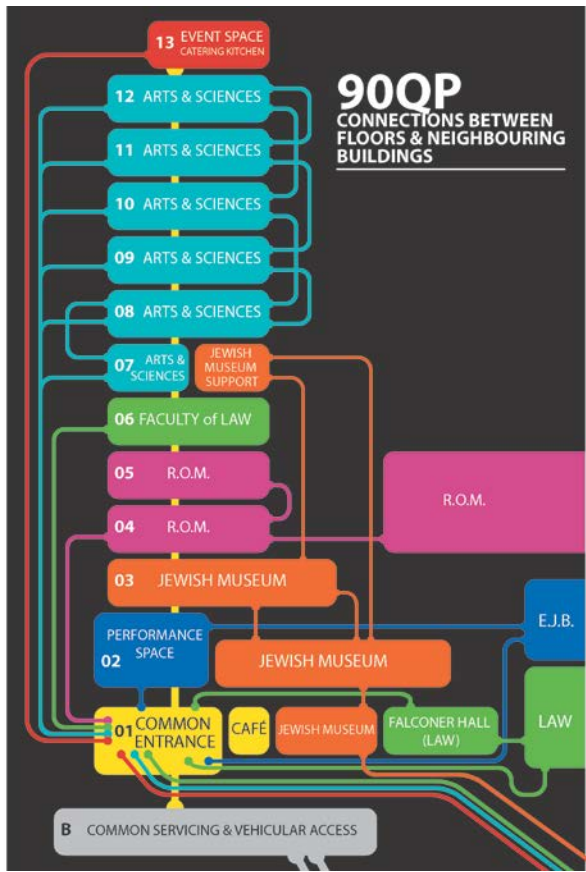 13 EVENT SPACE
CATERING KITCHEN
90QP
CONNECTIONS BETWEEN
FLOORS & NEIGHBOURING
BUILDINGS
12 ARTS & SCIENCES
11 ARTS & SCIENCES
10 ARTS & SCIENCES
09 ARTS & SCIENCES
08 ARTS & SCIENCES
07 ARTS &
SCIENCES
JEWISH
MUSEUM
SUPPORT
06 FACULTY of LAW
05 R.O.M.
04 R.O.M.
R.O.M.
03 JEWISH MUSEUM
PERFORMANCE
02 SPACE
E.J.B.
JEWISH MUSEUM
01 COMMON
ENTRANCE
CAFÉ
JEWISH MUSEUM
FALCONER HALL
(LAW)
LAW
B COMMON SERVICING & VEHICULAR ACCESS